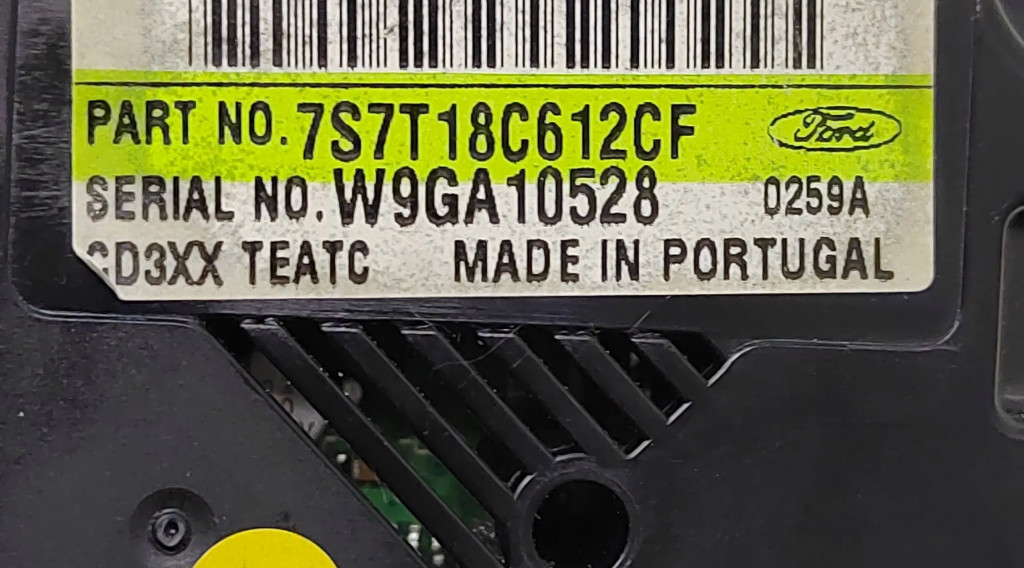 PART NO. 7S7T18C612CF Ford
SERIAL NO. W9GA10528 0259A
CD3XX TEATC MADE IN PORTUGAL